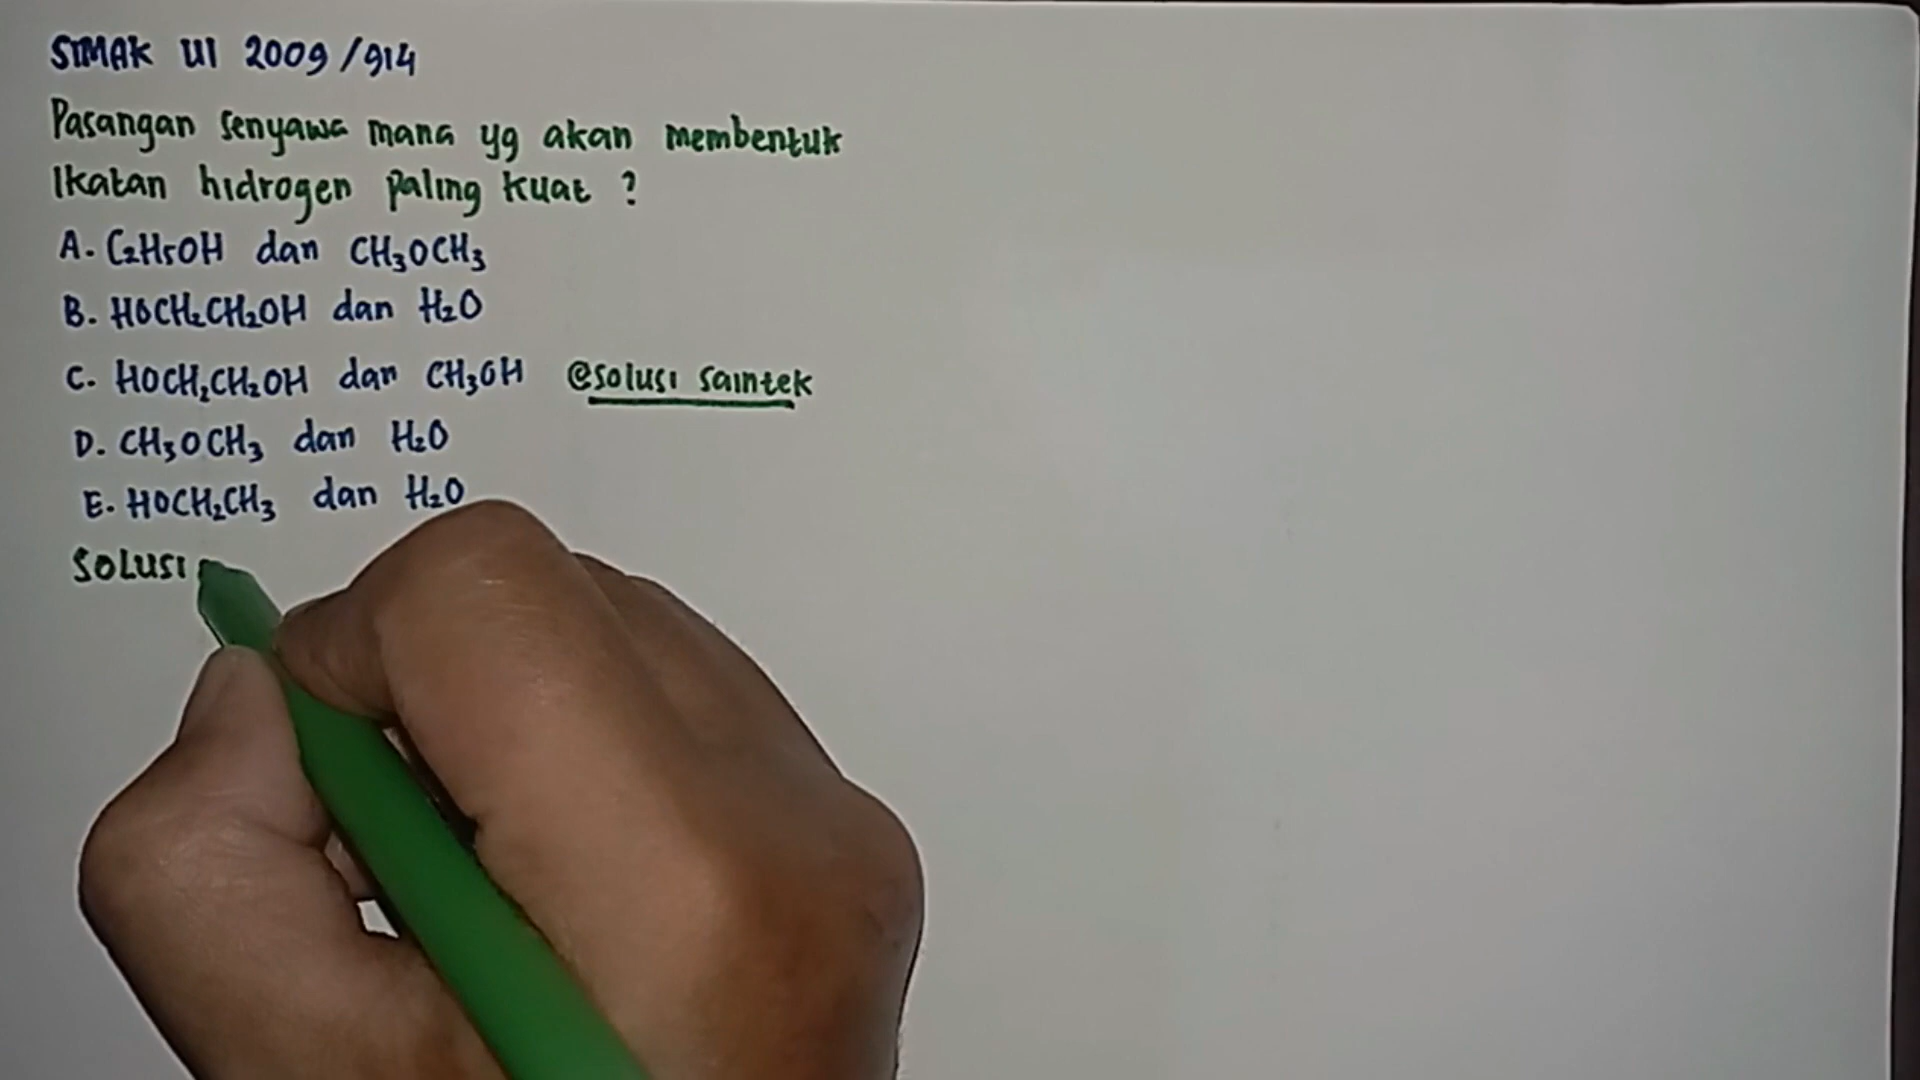 SIMAK UI 2009/914
Pasangan senyawa mana yg akan membentuk
Ikatan hidrogen paling kuat ?
A. C₂H₅OH dan CH₃OCH₃
B. HOCH₂CH₂OH dan H₂O
C. HOCH₂CH₂OH dan CH₃OH @solusi saintek
D. CH₃OCH₃ dan H₂O
E. HOCH₂CH₃ dan H₂O
SOLUSI